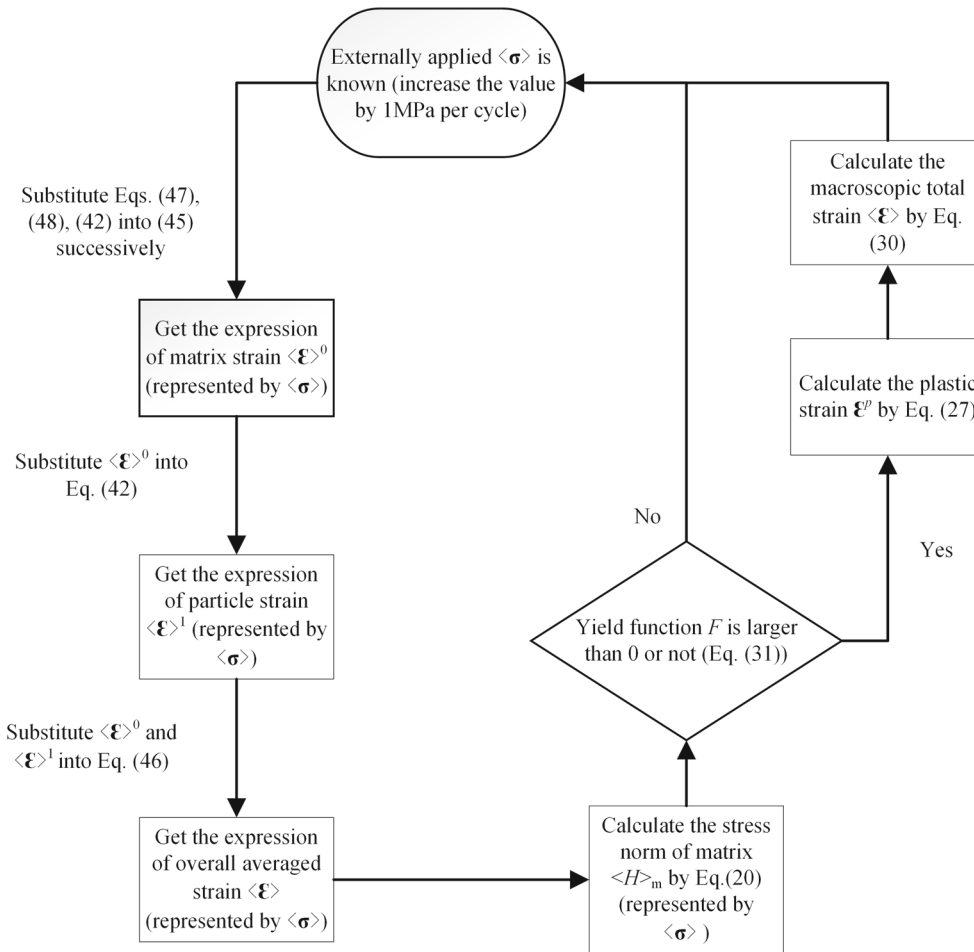 Externally applied <σ> is
known (increase the value
by 1MPa per cycle)
Substitute Eqs. (47),
(48), (42) into (45)
successively
Get the expression
of matrix strain <ε>⁰
(represented by <σ>)
Substitute <ε>⁰ into
Eq. (42)
Get the expression
of particle strain
<ε>¹ (represented by
<σ>)
Substitute <ε>⁰ and
<ε>¹ into Eq. (46)
Get the expression
of overall averaged
strain <ε>
(represented by <σ>)
Calculate the stress
norm of matrix
<H>ₘ by Eq.(20)
(represented by
<σ> )
Yield function F is larger
than 0 or not (Eq. (31))
No
Yes
Calculate the plastic
strain εᵖ by Eq. (27)
Calculate the
macroscopic total
strain <ε> by Eq.
(30)